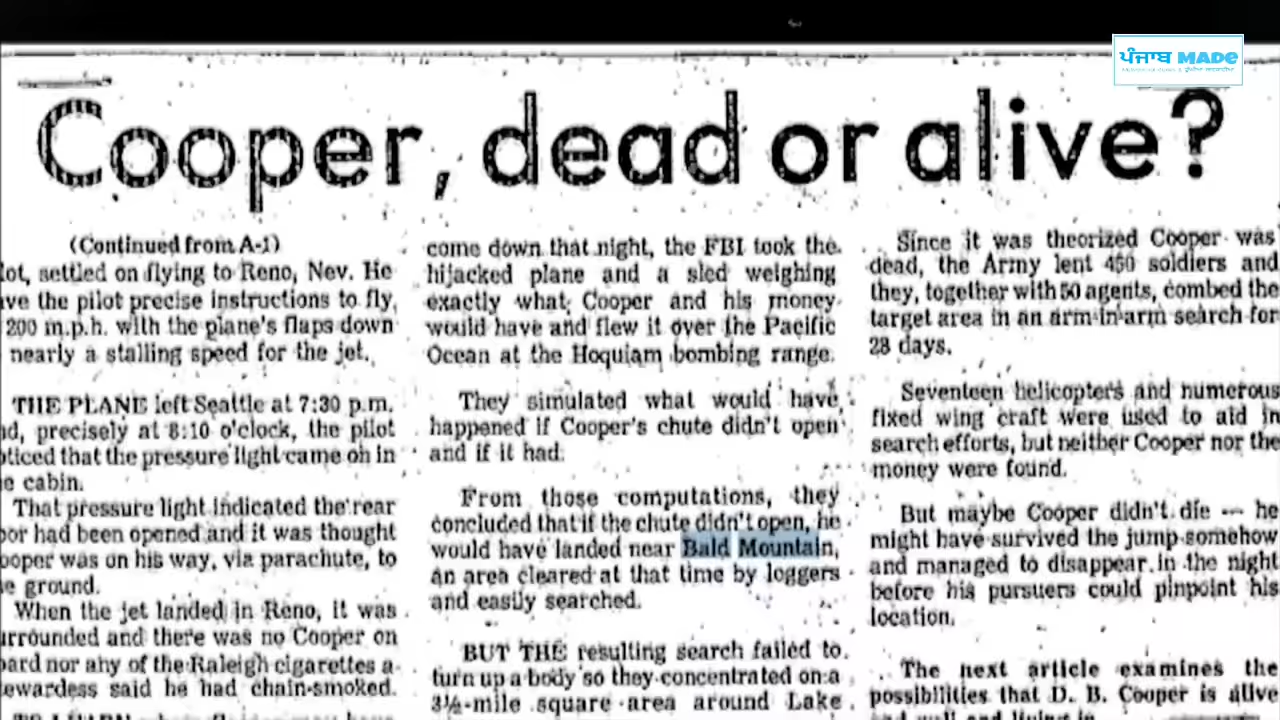 ਪੰਜਾਬ MADE
Cooper, dead or alive?
(Continued from A-1)
lot, settled on flying to Reno, Nev. He
ve the pilot precise instructions to fly,
200 m.p.h. with the plane's flaps down
nearly a stalling speed for the jet.
THE PLANE left Seattle at 7:30 p.m.
nd, precisely at 8:10 o'clock, the pilot
oticed that the pressure light came on in
e cabin.
That pressure light indicated the rear
oor had been opened and it was thought
ooper was on his way, via parachute, to
e ground.
When the jet landed in Reno, it was
urrounded and there was no Cooper on
oard nor any of the Raleigh cigarettes a
ewardess said he had chain-smoked.
come down that night, the FBI took the
hijacked plane and a sled weighing
exactly what Cooper and his money
would have and flew it over the Pacific
Ocean at the Hoquiam bombing range.
They simulated what would have
happened if Cooper's chute didn't open
and if it had.
From those computations, they
concluded that if the chute didn't open, he
would have landed near Bald Mountain,
an area cleared at that time by loggers
and easily searched.
BUT THE resulting search failed to
turn up a body so they concentrated on a
3½-mile square area around Lake
Since it was theorized Cooper was
dead, the Army lent 450 soldiers and
they, together with 50 agents, combed the
target area in an arm-in-arm search for
28 days.
Seventeen helicopters and numerous
fixed wing craft were used to aid in
search efforts, but neither Cooper nor the
money were found.
But maybe Cooper didn't die — he
might have survived the jump somehow
and managed to disappear in the night
before his pursuers could pinpoint his
location.
The next article examines the
possibilities that D. B. Cooper is alive